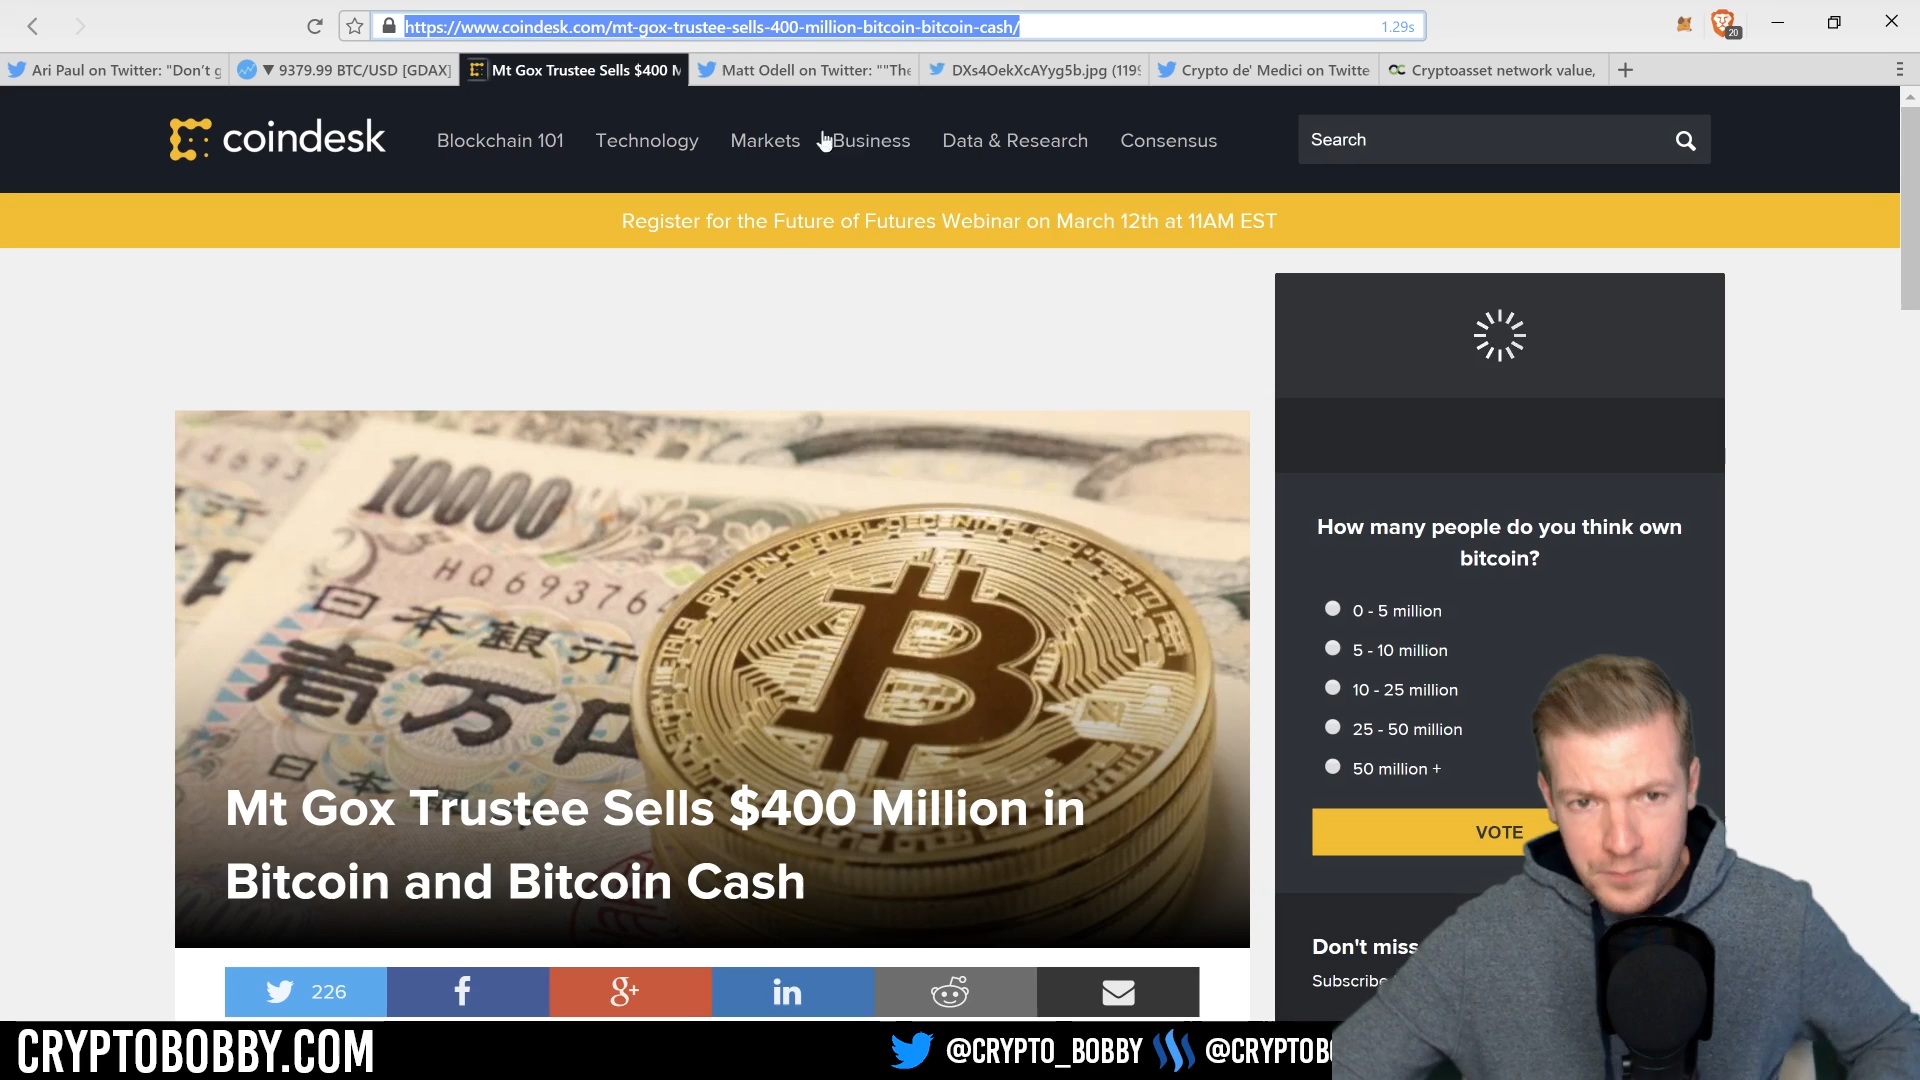 https://www.coindesk.com/mt-gox-trustee-sells-400-million-bitcoin-bitcoin-cash/
1.29s
20
Ari Paul on Twitter: "Don't g
▼ 9379.99 BTC/USD [GDAX]
Mt Gox Trustee Sells $400 M
Matt Odell on Twitter: ""The
DXs4OekXcAYyg5b.jpg (119
Crypto de' Medici on Twitte
Cryptoasset network value,
coindesk
Blockchain 101
Technology
Markets
Business
Data & Research
Consensus
Search
Register for the Future of Futures Webinar on March 12th at 11AM EST
10000
HQ69376
日本銀行
壱万円
日本
Mt Gox Trustee Sells $400 Million in
Bitcoin and Bitcoin Cash
226
g+
in
How many people do you think own
bitcoin?
0 - 5 million
5 - 10 million
10 - 25 million
25 - 50 million
50 million +
VOTE
Don't miss
Subscribe
CRYPTOBOBBY.COM
@CRYPTO_BOBBY
@CRYPTOB